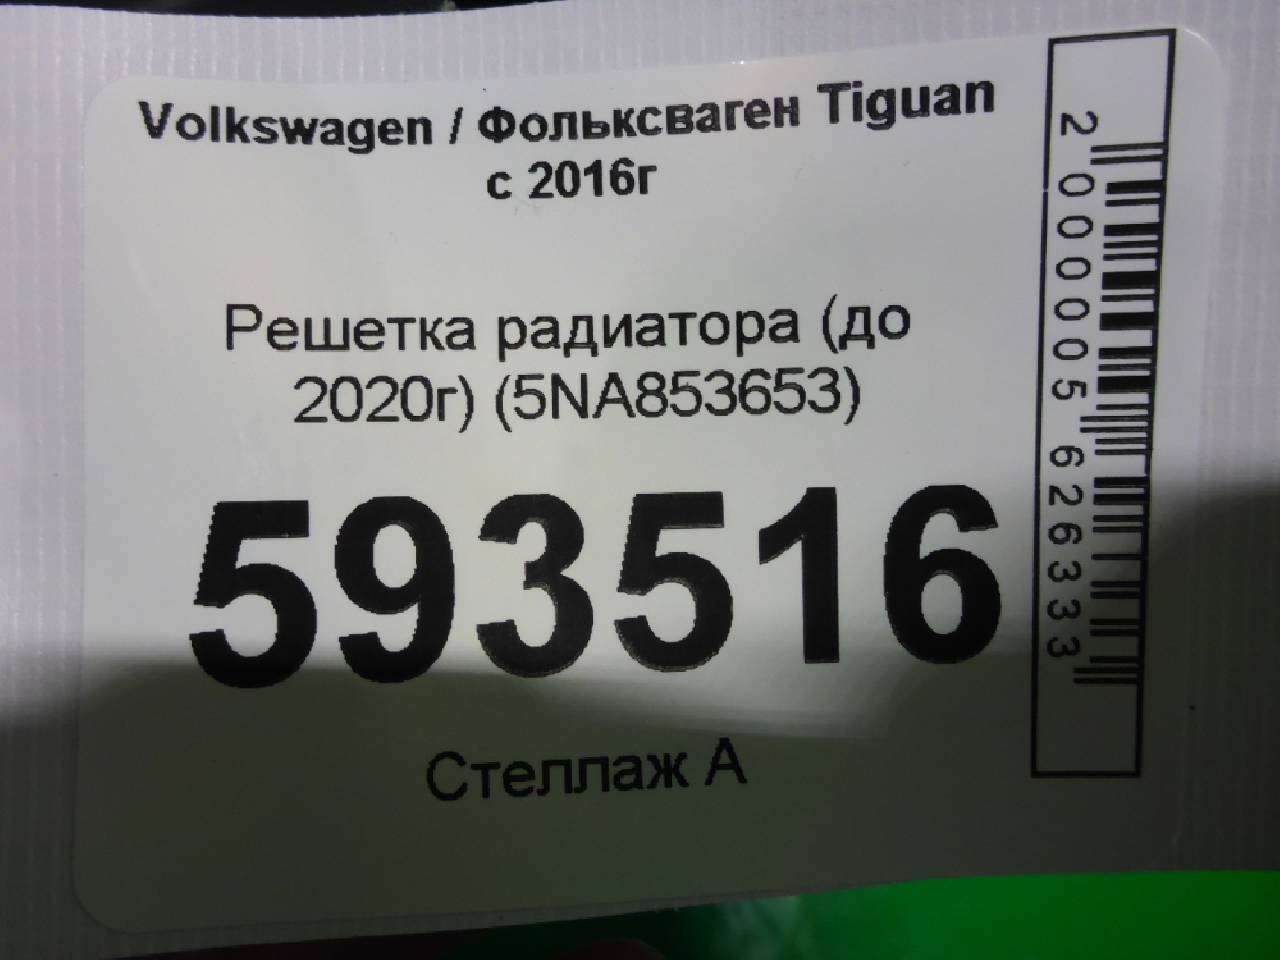 Volkswagen / Фольксваген Tiguan
с 2016г
Решетка радиатора (до
2020г) (5NA853653)
593516
Стеллаж А
2000005626333